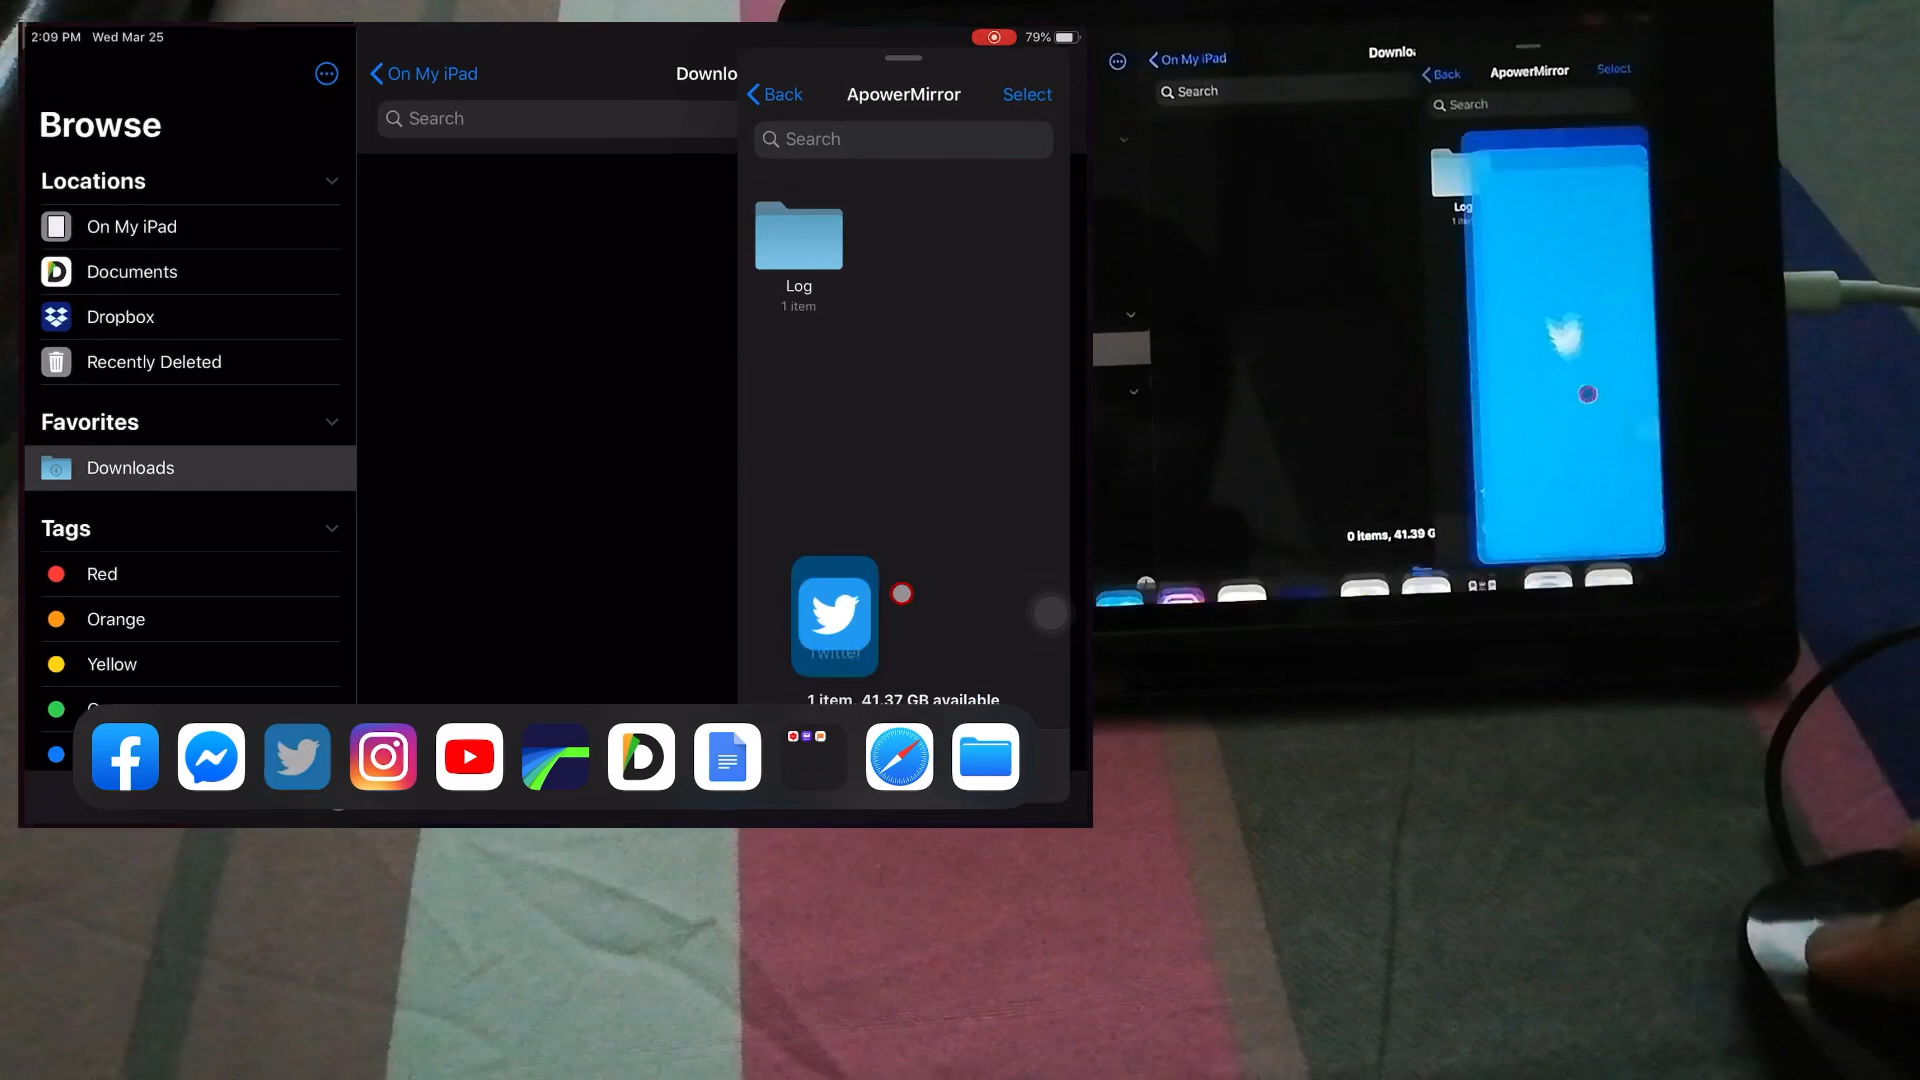 2:09 PM Wed Mar 25
79%
Browse
Locations
On My iPad
Documents
Dropbox
Recently Deleted
Favorites
Downloads
Tags
Red
Orange
Yellow
On My iPad
Downlo
Search
Back
ApowerMirror
Select
Search
Log
1 item
Twitter
1 item, 41.37 GB available
On My iPad
Downlo
Search
Back
ApowerMirror
Select
Search
Log
1 ite
0 items, 41.39 G